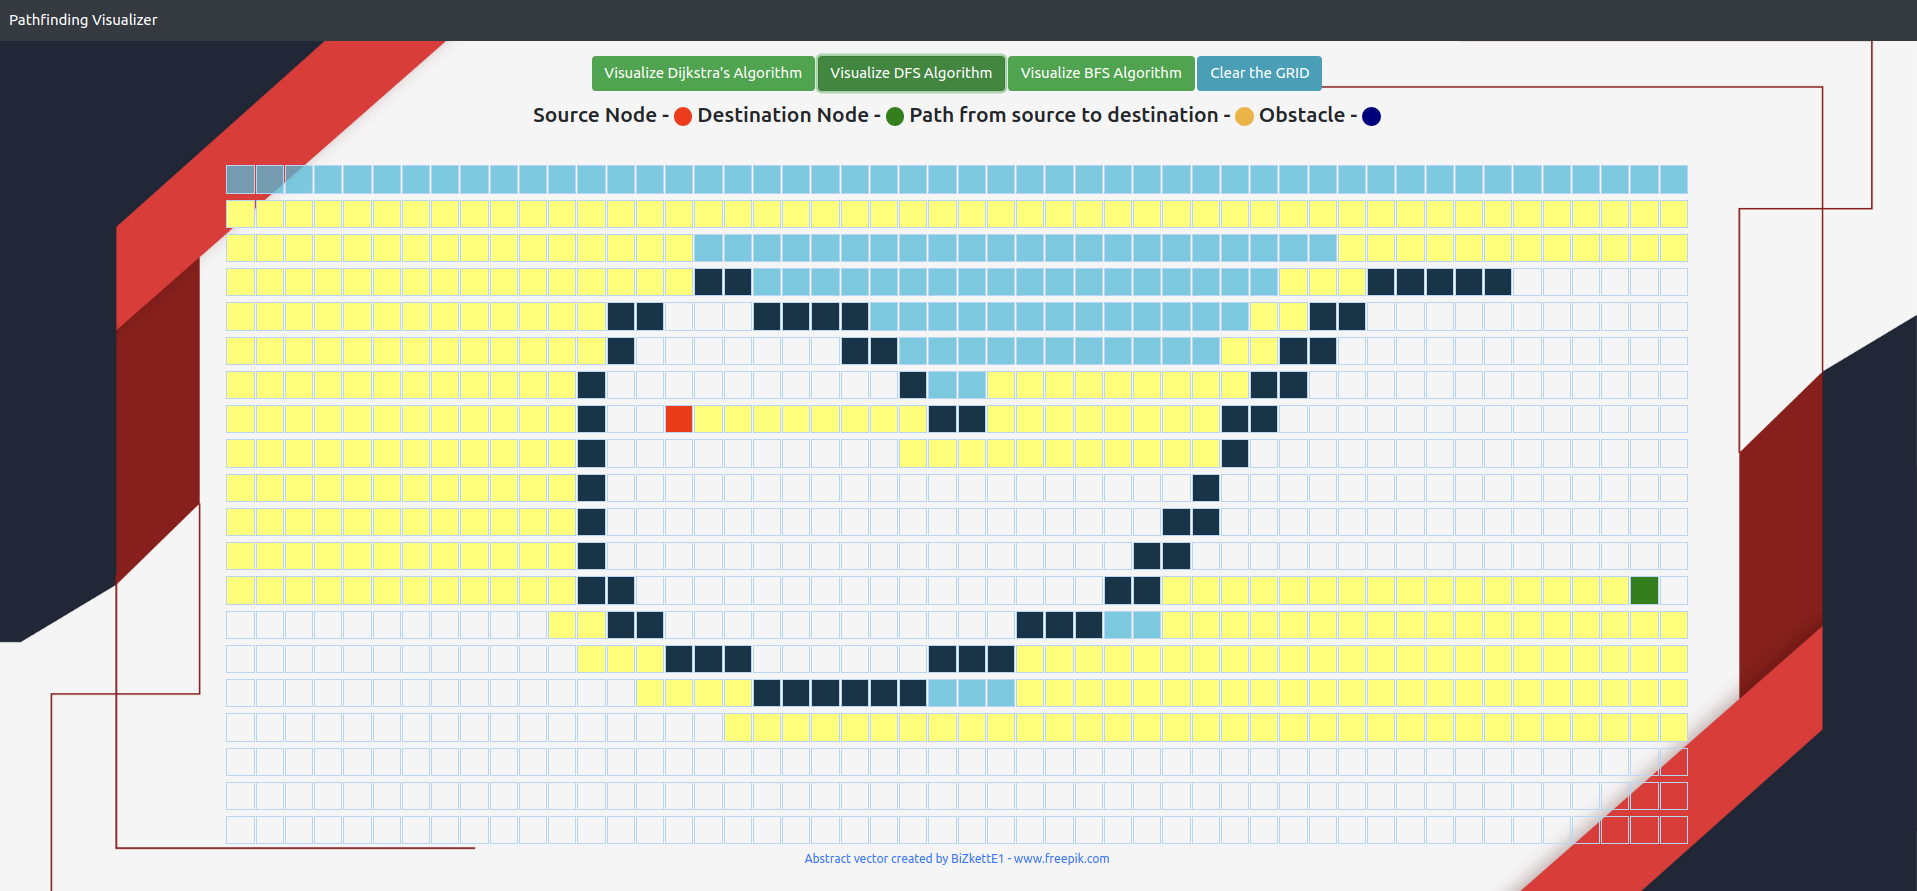 Pathfinding Visualizer
Visualize Dijkstra's Algorithm Visualize DFS Algorithm Visualize BFS Algorithm Clear the GRID
Source Node - Destination Node - Path from source to destination - Obstacle -
Abstract vector created by BiZkettE1 - www.freepik.com